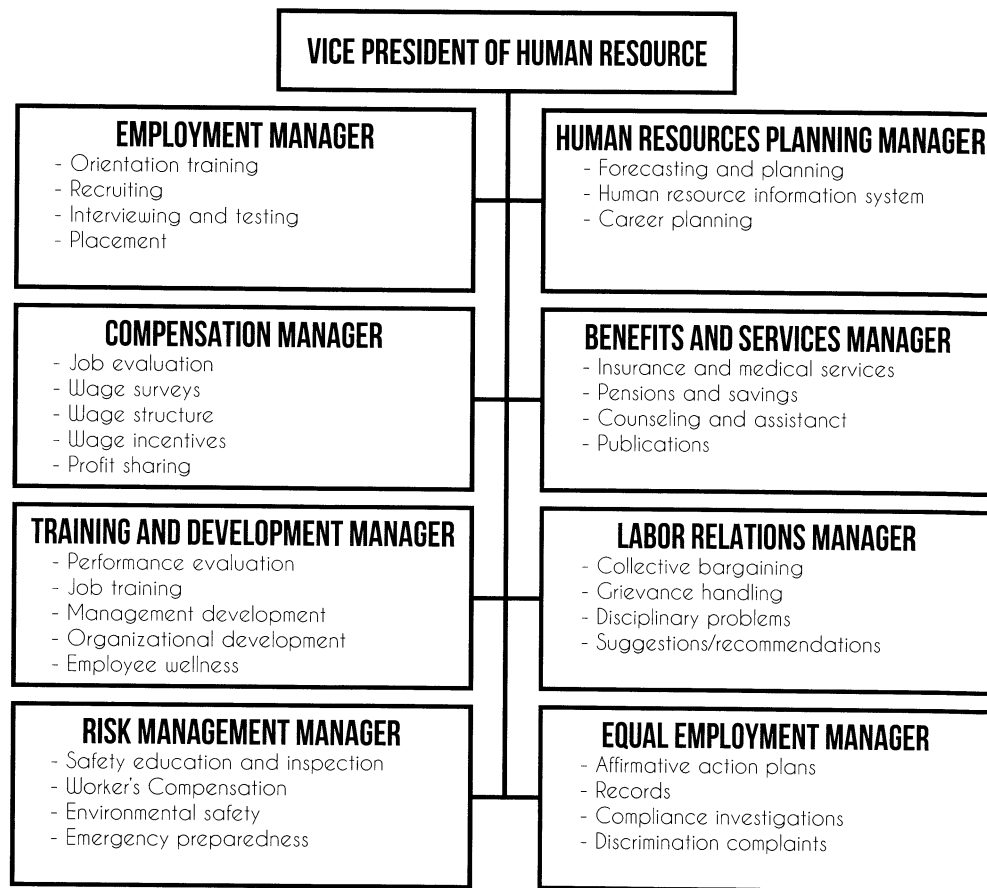 VICE PRESIDENT OF HUMAN RESOURCE
EMPLOYMENT MANAGER
- Orientation training
- Recruiting
- Interviewing and testing
- Placement
HUMAN RESOURCES PLANNING MANAGER
- Forecasting and planning
- Human resource information system
- Career planning
COMPENSATION MANAGER
- Job evaluation
- Wage surveys
- Wage structure
- Wage incentives
- Profit sharing
BENEFITS AND SERVICES MANAGER
- Insurance and medical services
- Pensions and savings
- Counseling and assistanct
- Publications
TRAINING AND DEVELOPMENT MANAGER
- Performance evaluation
- Job training
- Management development
- Organizational development
- Employee wellness
LABOR RELATIONS MANAGER
- Collective bargaining
- Grievance handling
- Disciplinary problems
- Suggestions/recommendations
RISK MANAGEMENT MANAGER
- Safety education and inspection
- Worker's Compensation
- Environmental safety
- Emergency preparedness
EQUAL EMPLOYMENT MANAGER
- Affirmative action plans
- Records
- Compliance investigations
- Discrimination complaints